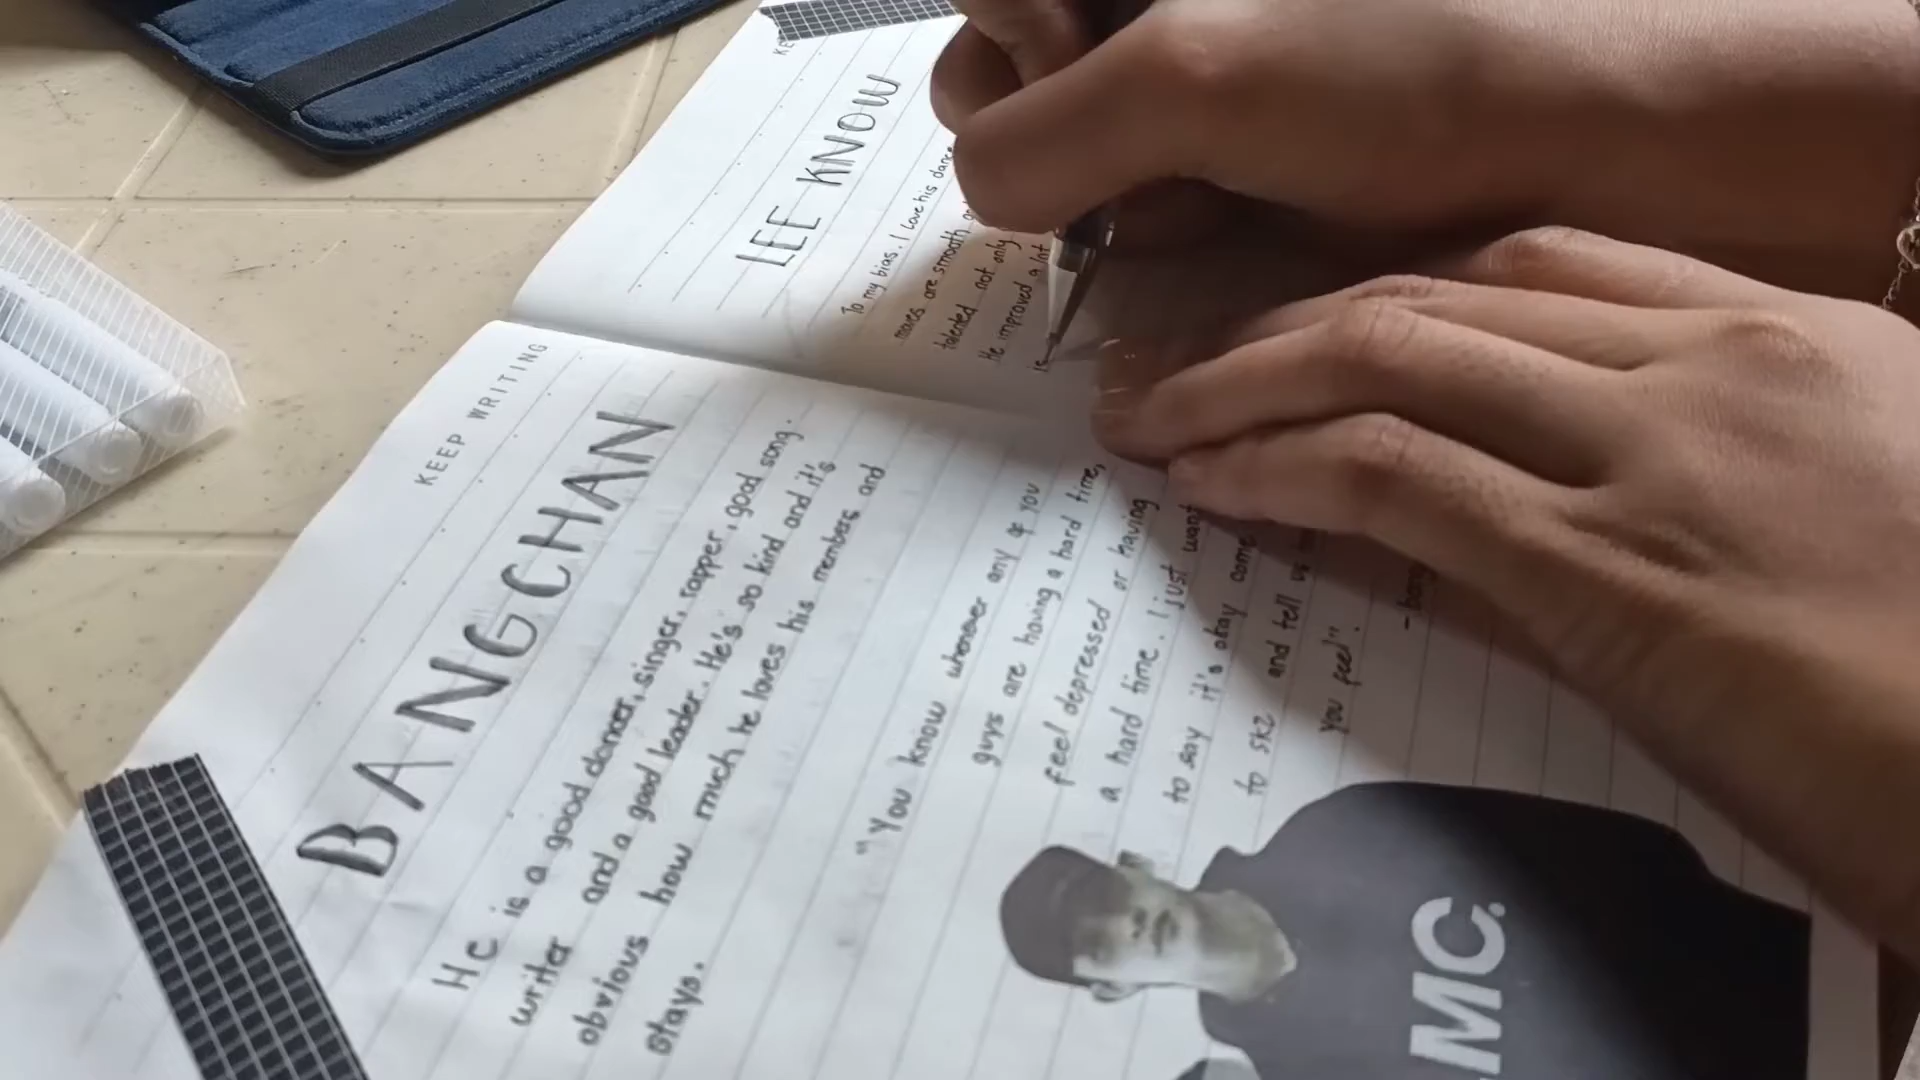 KEEP WRITING
BANGCHAN
He is a good dancer, singer, rapper, good song.
writer and a good leader. He's so kind and it's
obvious how much he loves his members and
stays.
"You know whenever any of you
guys are having a hard time,
feel depressed or having
a hard time. I just want
to say it's okay come
to skz and tell us
you feel".
MC.
LEE KNOW
To my bias. I love his dance
moves are smooth
talented not only
He improved a lot